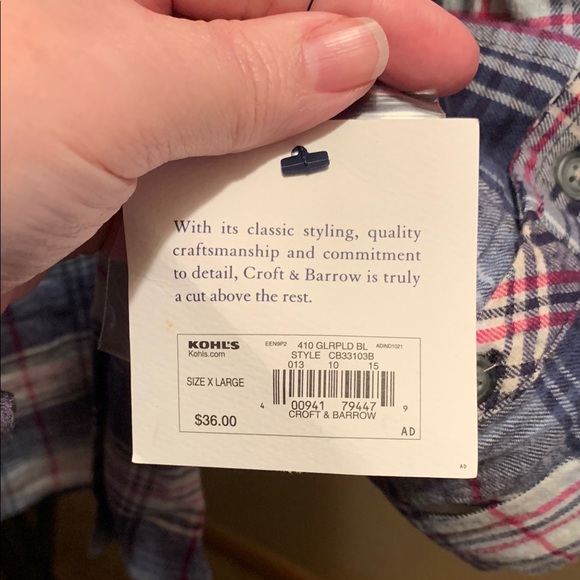 With its classic styling, quality
craftsmanship and commitment
to detail, Croft & Barrow is truly
a cut above the rest.
KOHL'S EEN9P2 410 GLRPLD BL ADIND1021
Kohls.com STYLE CB33103B
013 10 15
SIZE X LARGE
4 00941 79447 9
$36.00 CROFT & BARROW
AD
AD